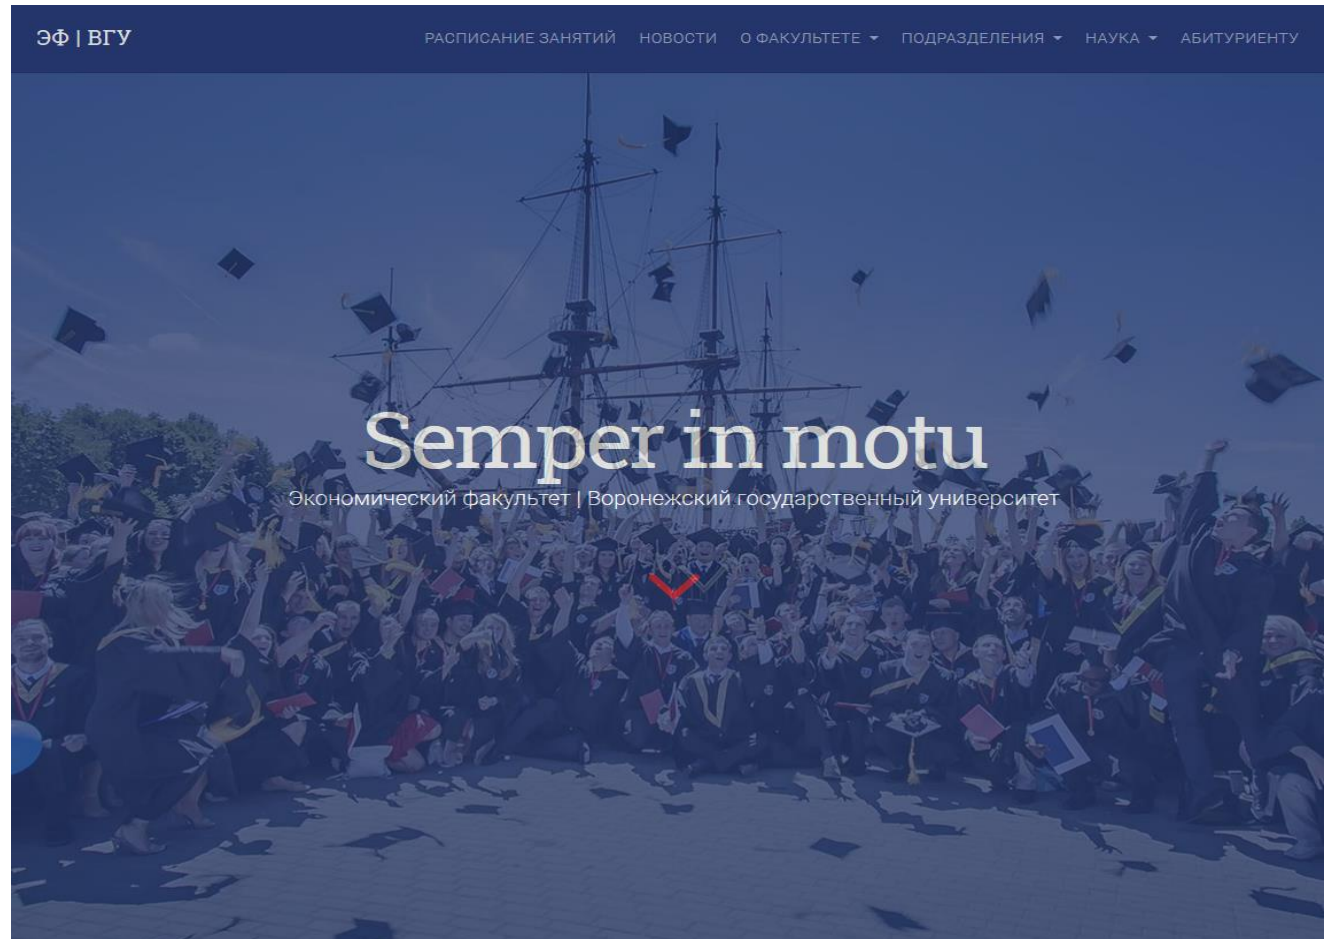 ЭФ | ВГУ
РАСПИСАНИЕ ЗАНЯТИЙ НОВОСТИ О ФАКУЛЬТЕТЕ ПОДРАЗДЕЛЕНИЯ НАУКА АБИТУРИЕНТУ
Semper in motu
Экономический факультет | Воронежский государственный университет